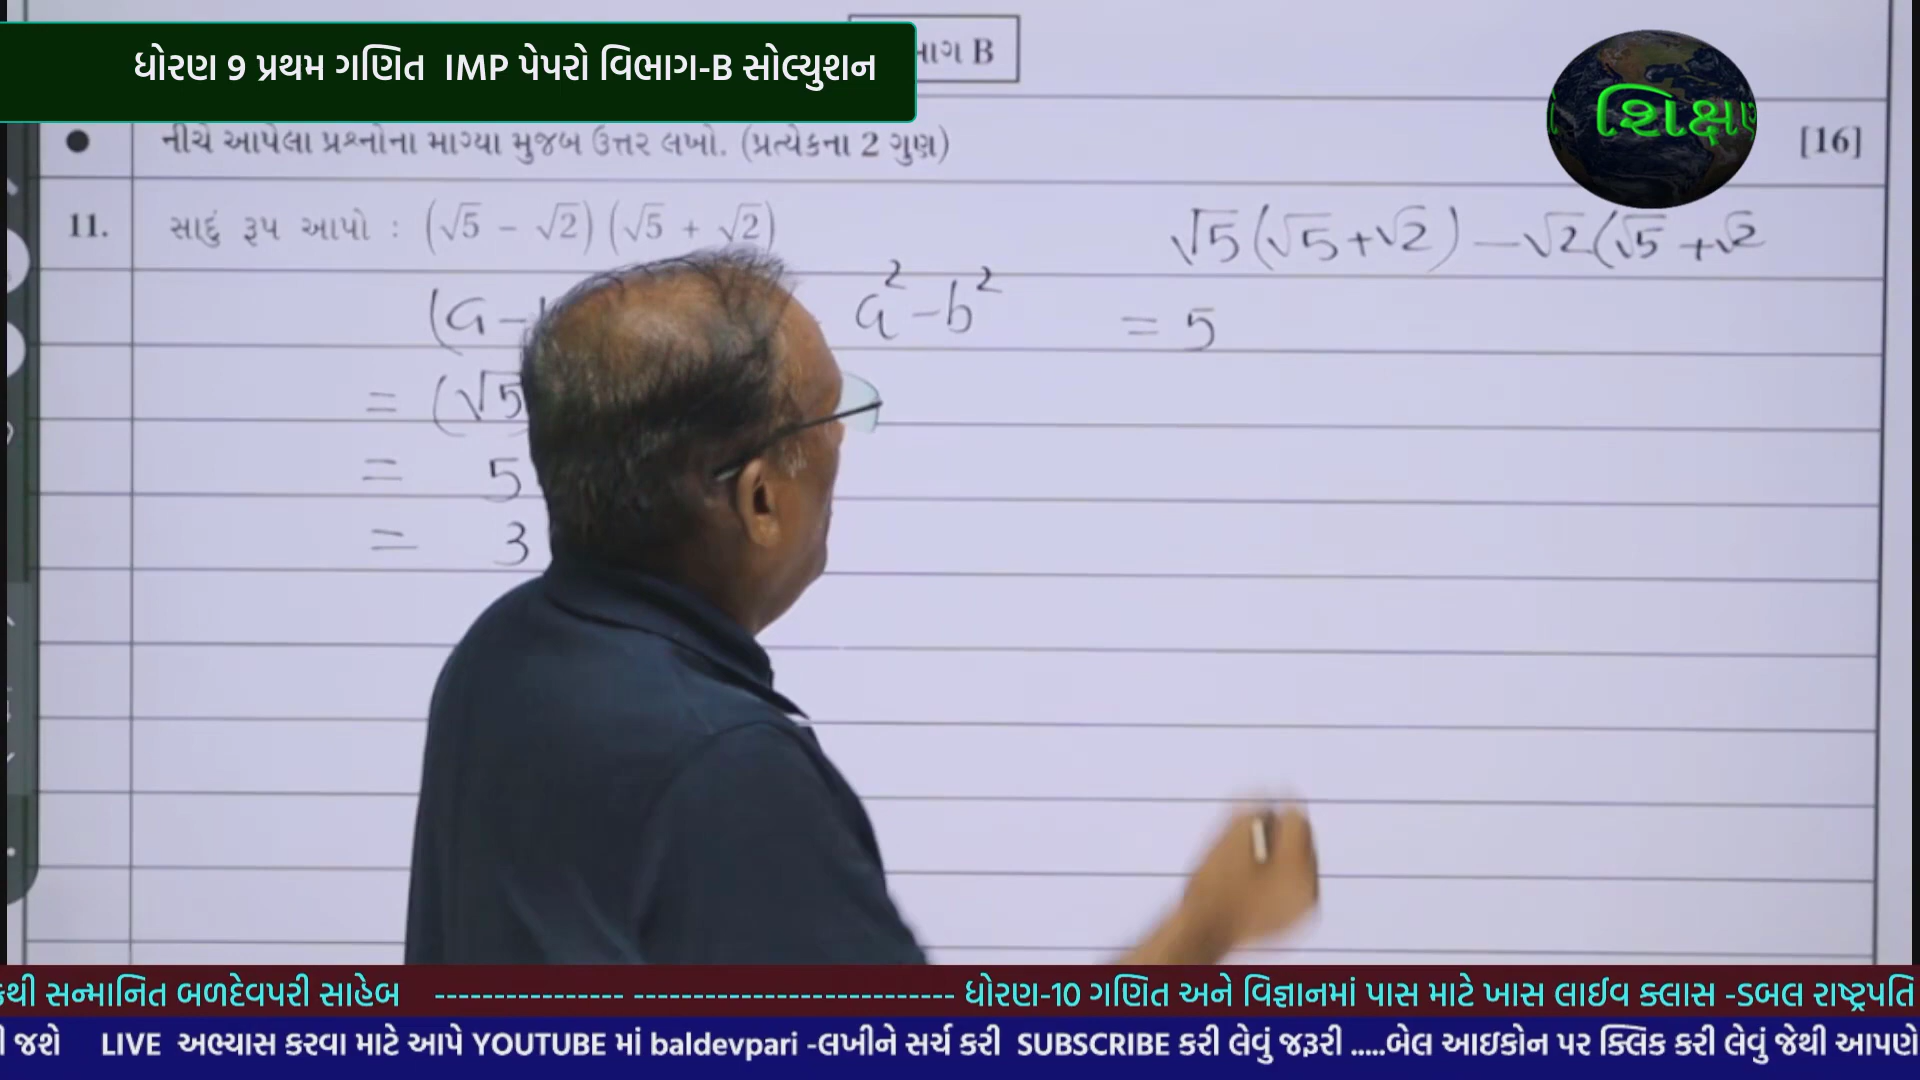 ધોરણ 9 પ્રથમ ગણિત IMP પેપરો વિભાગ-B સોલ્યુશન
B
શિક્ષણ
● નીચે આપેલા પ્રશ્નોના માગ્યા મુજબ ઉત્તર લખો. (પ્રત્યેકના 2 ગુણ) [16]
11. સાદું રૂપ આપો : (√5 − √2) (√5 + √2)
√5(√5+√2) −√2(√5 +√2
(a− a²−b² = 5
= (√5
= 5
= 3
સન્માનિત બળદેવપરી સાહેબ ---------------- --------------------------- ધોરણ-10 ગણિત અને વિજ્ઞાનમાં પાસ માટે ખાસ લાઈવ ક્લાસ -ડબલ રાષ્ટ્રપતિ
જશે LIVE અભ્યાસ કરવા માટે આપે YOUTUBE માં baldevpari -લખીને સર્ચ કરી SUBSCRIBE કરી લેવું જરૂરી .....બેલ આઇકોન પર ક્લિક કરી લેવું જેથી આપણે